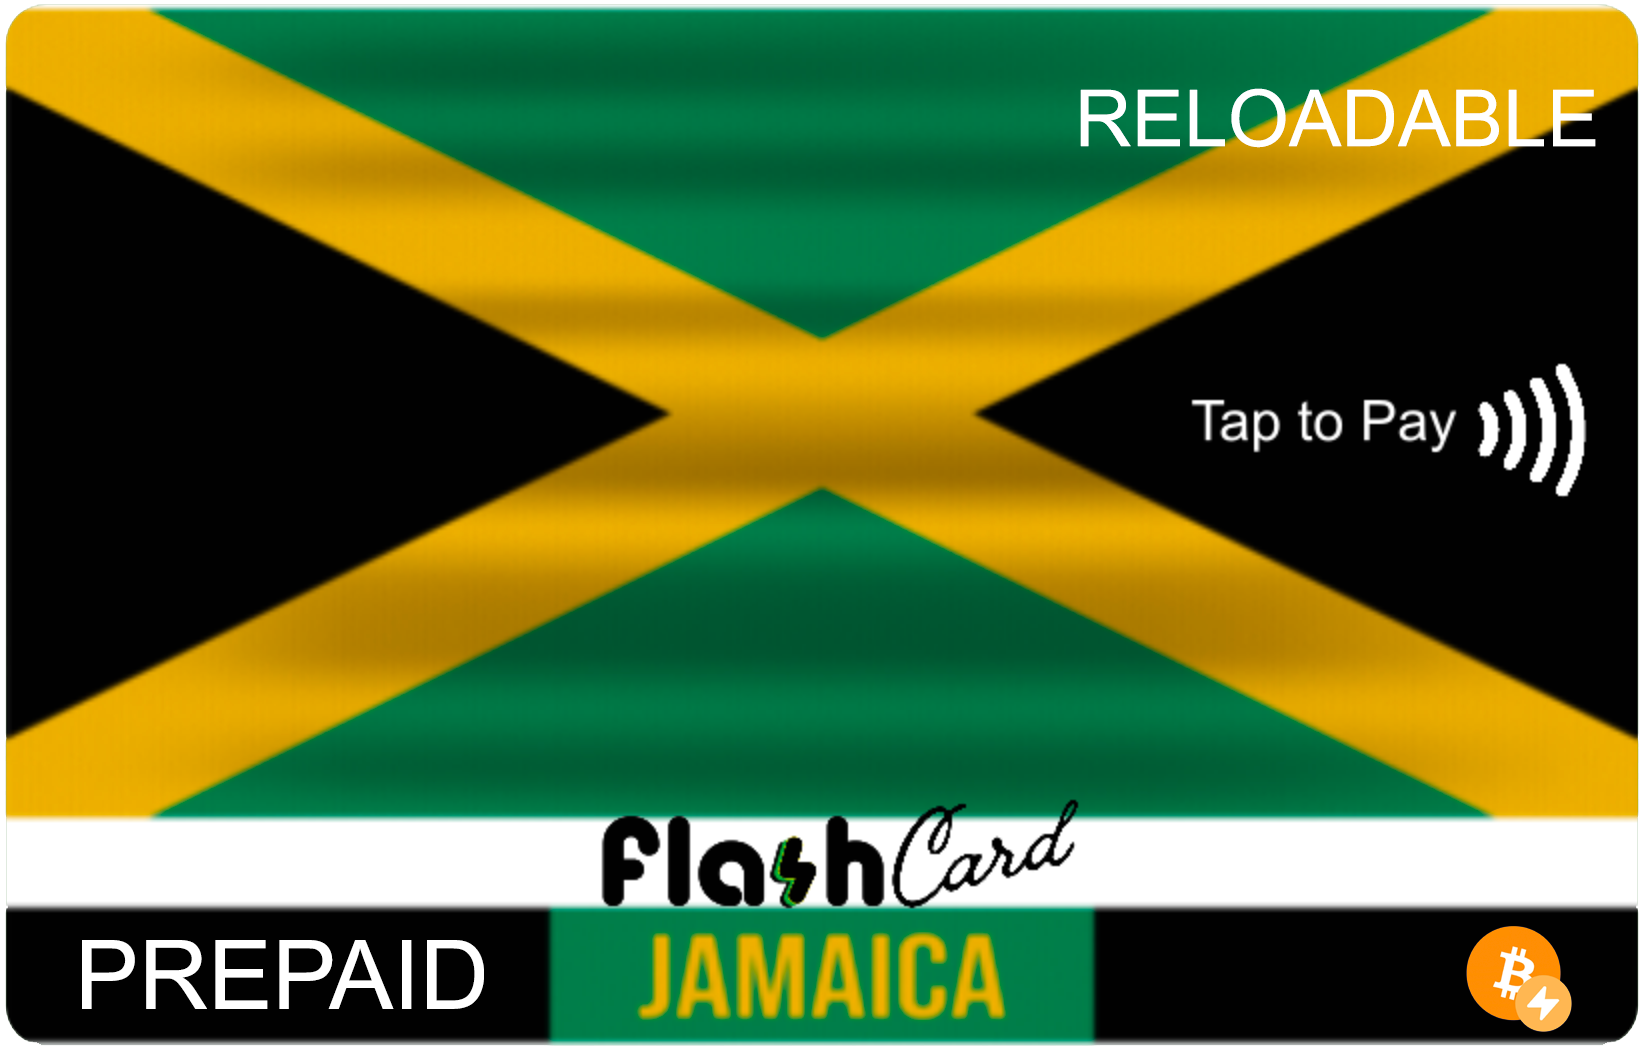 RELOADABLE
Tap to Pay
FlashCard
PREPAID
JAMAICA